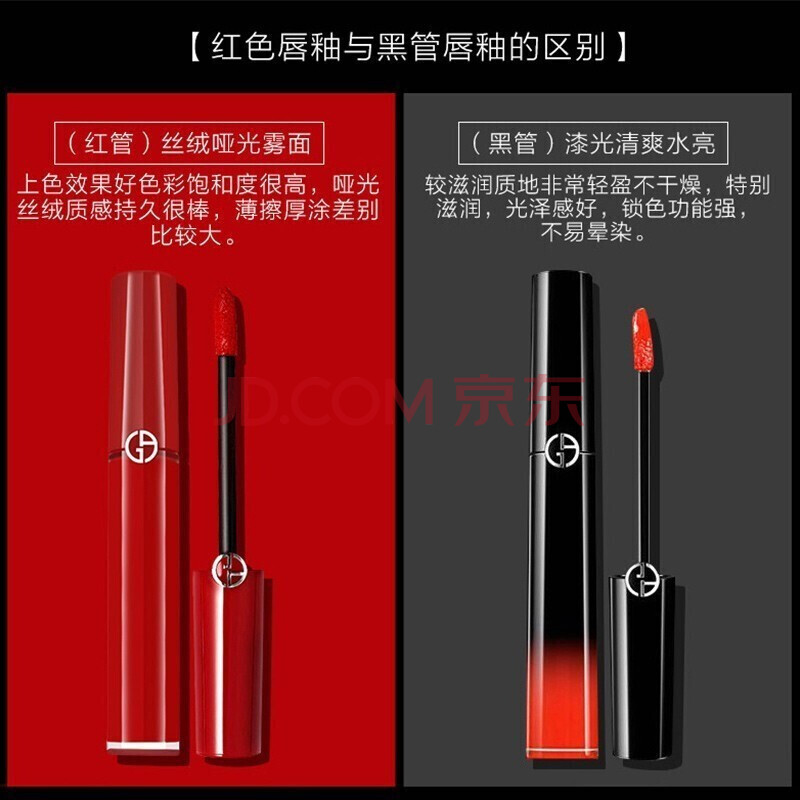 【红色唇釉与黑管唇釉的区别】
（红管）丝绒哑光雾面
上色效果好色彩饱和度很高，哑光
丝绒质感持久很棒，薄擦厚涂差别
比较大。
（黑管）漆光清爽水亮
较滋润质地非常轻盈不干燥，特别
滋润，光泽感好，锁色功能强，
不易晕染。
JD.COM 京东